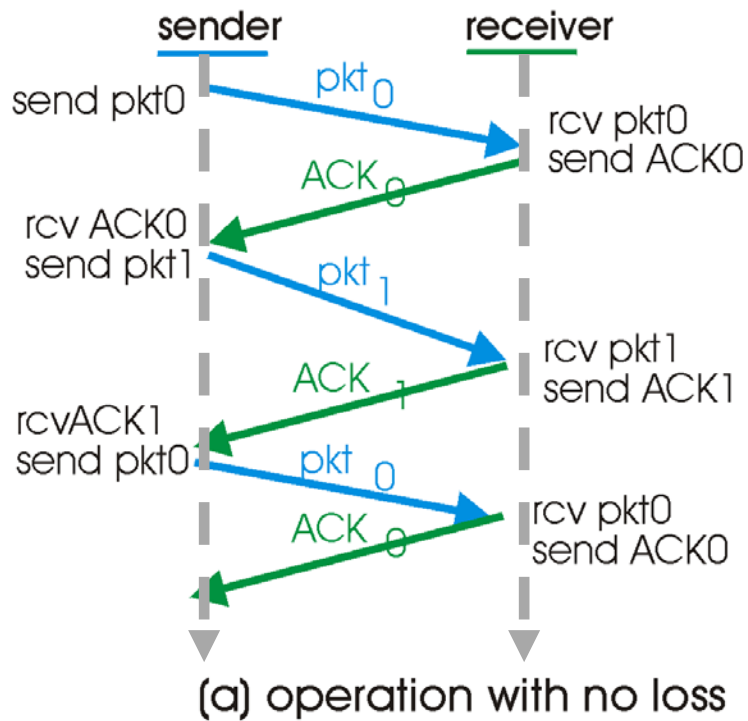 sender
receiver
send pkt0
pkt0
rcv pkt0
send ACK0
ACK0
rcv ACK0
send pkt1
pkt1
rcv pkt1
send ACK1
ACK1
rcvACK1
send pkt0
pkt0
rcv pkt0
send ACK0
ACK0
(a) operation with no loss